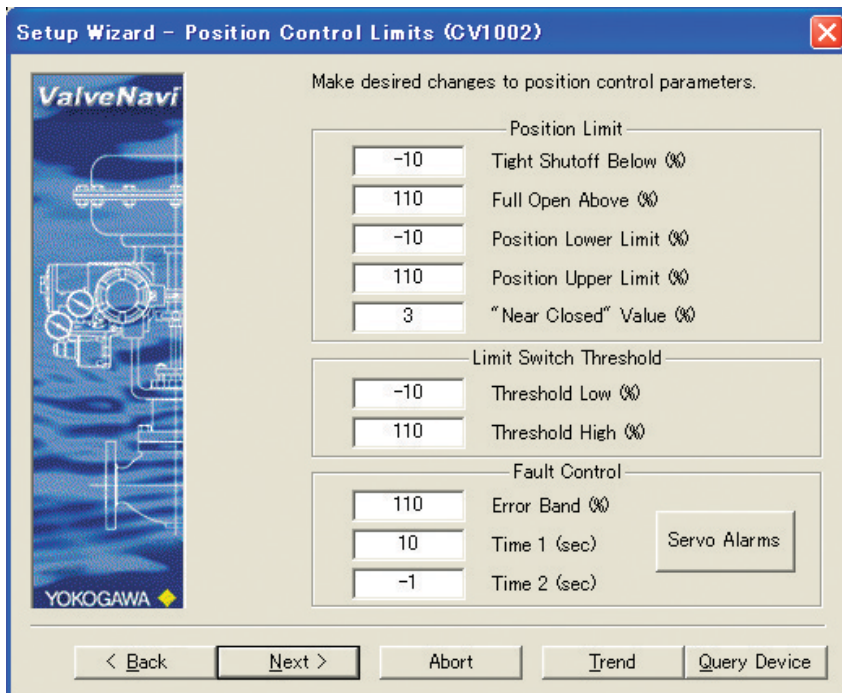 Setup Wizard - Position Control Limits (CV1002)
ValveNavi
Make desired changes to position control parameters.
Position Limit
-10 Tight Shutoff Below (%)
110 Full Open Above (%)
-10 Position Lower Limit (%)
110 Position Upper Limit (%)
3 "Near Closed" Value (%)
Limit Switch Threshold
-10 Threshold Low (%)
110 Threshold High (%)
Fault Control
110 Error Band (%)
10 Time 1 (sec)
-1 Time 2 (sec)
Servo Alarms
YOKOGAWA
< Back Next > Abort Trend Query Device